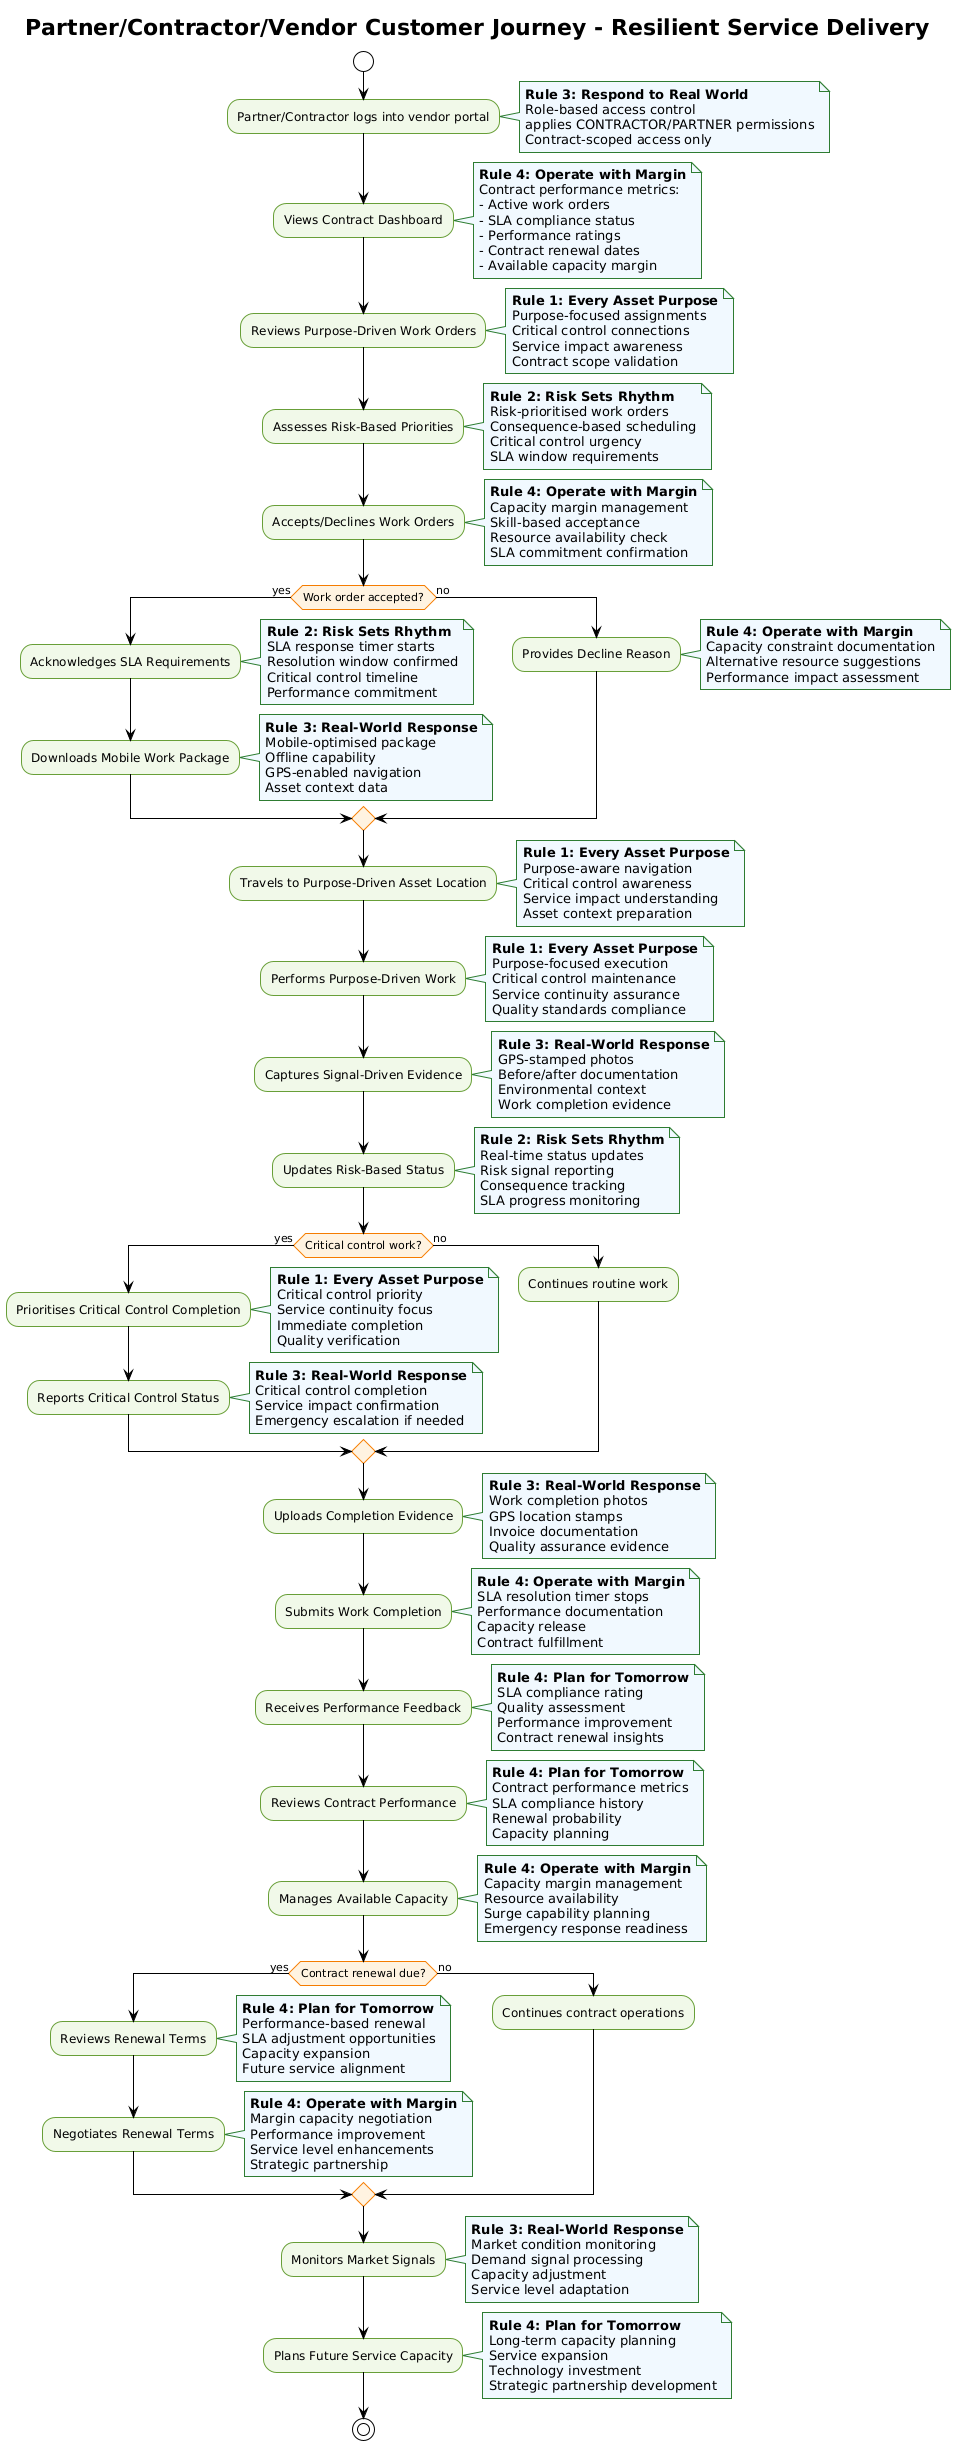 Partner/Contractor/Vendor Customer Journey - Resilient Service Delivery
Partner/Contractor logs into vendor portal
Rule 3: Respond to Real World
Role-based access control
applies CONTRACTOR/PARTNER permissions
Contract-scoped access only
Views Contract Dashboard
Rule 4: Operate with Margin
Contract performance metrics:
- Active work orders
- SLA compliance status
- Performance ratings
- Contract renewal dates
- Available capacity margin
Reviews Purpose-Driven Work Orders
Rule 1: Every Asset Purpose
Purpose-focused assignments
Critical control connections
Service impact awareness
Contract scope validation
Assesses Risk-Based Priorities
Rule 2: Risk Sets Rhythm
Risk-prioritised work orders
Consequence-based scheduling
Critical control urgency
SLA window requirements
Accepts/Declines Work Orders
Rule 4: Operate with Margin
Capacity margin management
Skill-based acceptance
Resource availability check
SLA commitment confirmation
Work order accepted?
yes
no
Acknowledges SLA Requirements
Rule 2: Risk Sets Rhythm
SLA response timer starts
Resolution window confirmed
Critical control timeline
Performance commitment
Downloads Mobile Work Package
Rule 3: Real-World Response
Mobile-optimised package
Offline capability
GPS-enabled navigation
Asset context data
Provides Decline Reason
Rule 4: Operate with Margin
Capacity constraint documentation
Alternative resource suggestions
Performance impact assessment
Travels to Purpose-Driven Asset Location
Rule 1: Every Asset Purpose
Purpose-aware navigation
Critical control awareness
Service impact understanding
Asset context preparation
Performs Purpose-Driven Work
Rule 1: Every Asset Purpose
Purpose-focused execution
Critical control maintenance
Service continuity assurance
Quality standards compliance
Captures Signal-Driven Evidence
Rule 3: Real-World Response
GPS-stamped photos
Before/after documentation
Environmental context
Work completion evidence
Updates Risk-Based Status
Rule 2: Risk Sets Rhythm
Real-time status updates
Risk signal reporting
Consequence tracking
SLA progress monitoring
Critical control work?
yes
no
Prioritises Critical Control Completion
Rule 1: Every Asset Purpose
Critical control priority
Service continuity focus
Immediate completion
Quality verification
Reports Critical Control Status
Rule 3: Real-World Response
Critical control completion
Service impact confirmation
Emergency escalation if needed
Continues routine work
Uploads Completion Evidence
Rule 3: Real-World Response
Work completion photos
GPS location stamps
Invoice documentation
Quality assurance evidence
Submits Work Completion
Rule 4: Operate with Margin
SLA resolution timer stops
Performance documentation
Capacity release
Contract fulfillment
Receives Performance Feedback
Rule 4: Plan for Tomorrow
SLA compliance rating
Quality assessment
Performance improvement
Contract renewal insights
Reviews Contract Performance
Rule 4: Plan for Tomorrow
Contract performance metrics
SLA compliance history
Renewal probability
Capacity planning
Manages Available Capacity
Rule 4: Operate with Margin
Capacity margin management
Resource availability
Surge capability planning
Emergency response readiness
Contract renewal due?
yes
no
Reviews Renewal Terms
Rule 4: Plan for Tomorrow
Performance-based renewal
SLA adjustment opportunities
Capacity expansion
Future service alignment
Negotiates Renewal Terms
Rule 4: Operate with Margin
Margin capacity negotiation
Performance improvement
Service level enhancements
Strategic partnership
Continues contract operations
Monitors Market Signals
Rule 3: Real-World Response
Market condition monitoring
Demand signal processing
Capacity adjustment
Service level adaptation
Plans Future Service Capacity
Rule 4: Plan for Tomorrow
Long-term capacity planning
Service expansion
Technology investment
Strategic partnership development